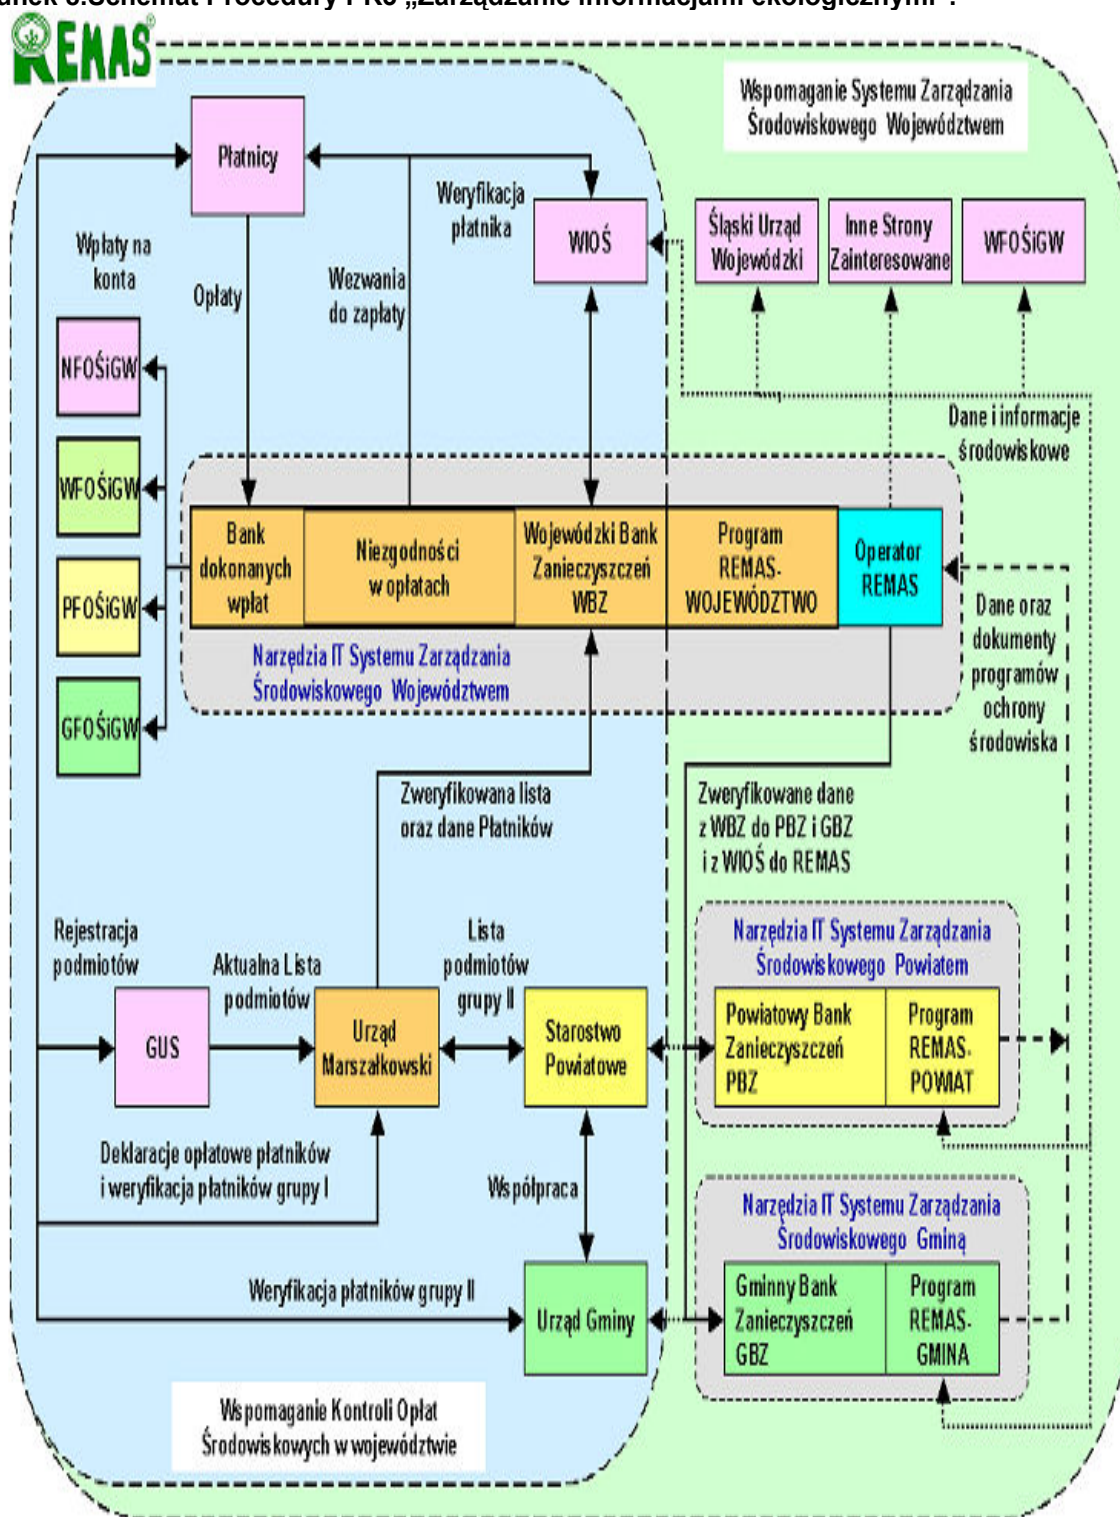 Schemat Procedury PR6 „Zarządzanie informacjami ekologicznymi”.
REMAS
Wspomaganie Systemu Zarządzania
Środowiskowego Województwem
Płatnicy
Weryfikacja
płatnika
WIOŚ
Śląski Urząd
Wojewódzki
Inne Strony
Zainteresowane
WFOŚiGW
Wpłaty na
konta
Opłaty
Wezwania
do zapłaty
NFOŚiGW
WFOŚiGW
PFOŚiGW
GFOŚiGW
Dane i informacje
środowiskowe
Bank
dokonanych
wpłat
Niezgodności
w opłatach
Wojewódzki Bank
Zanieczyszczeń
WBZ
Program
REMAS-
WOJEWÓDZTWO
Operator
REMAS
Narzędzia IT Systemu Zarządzania
Środowiskowego Województwem
Dane oraz
dokumenty
programów
ochrony
środowiska
Zweryfikowana lista
oraz dane Płatników
Zweryfikowane dane
z WBZ do PBZ i GBZ
i z WIOŚ do REMAS
Rejestracja
podmiotów
Aktualna Lista
podmiotów
Lista
podmiotów
grupy II
GUS
Urząd
Marszałkowski
Starostwo
Powiatowe
Narzędzia IT Systemu Zarządzania
Środowiskowego Powiatem
Powiatowy Bank
Zanieczyszczeń
PBZ
Program
REMAS-
POWIAT
Deklaracje opłatowe płatników
i weryfikacja płatników grupy I
Współpraca
Narzędzia IT Systemu Zarządzania
Środowiskowego Gminą
Weryfikacja płatników grupy II
Urząd Gminy
Gminny Bank
Zanieczyszczeń
GBZ
Program
REMAS-
GMINA
Wspomaganie Kontroli Opłat
Środowiskowych w województwie